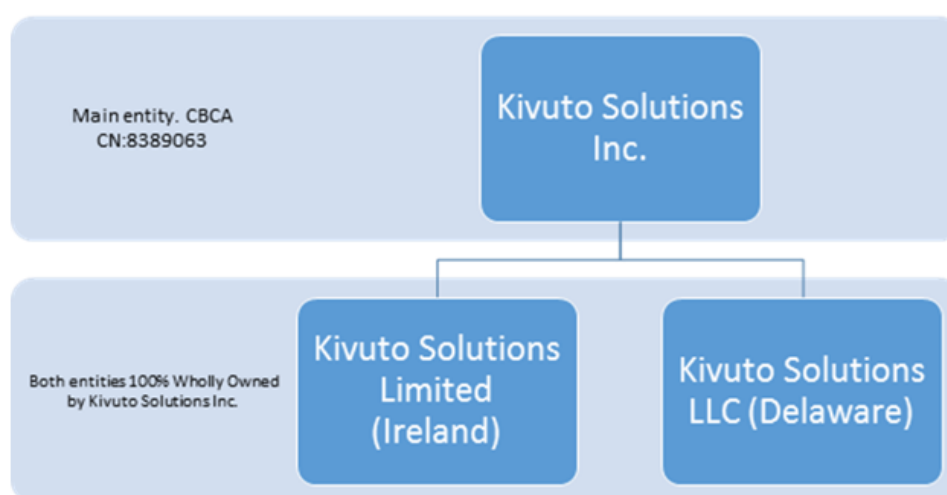 Main entity. CBCA
CN:8389063
Kivuto Solutions
Inc.
Both entities 100% Wholly Owned
by Kivuto Solutions Inc.
Kivuto Solutions
Limited
(Ireland)
Kivuto Solutions
LLC (Delaware)